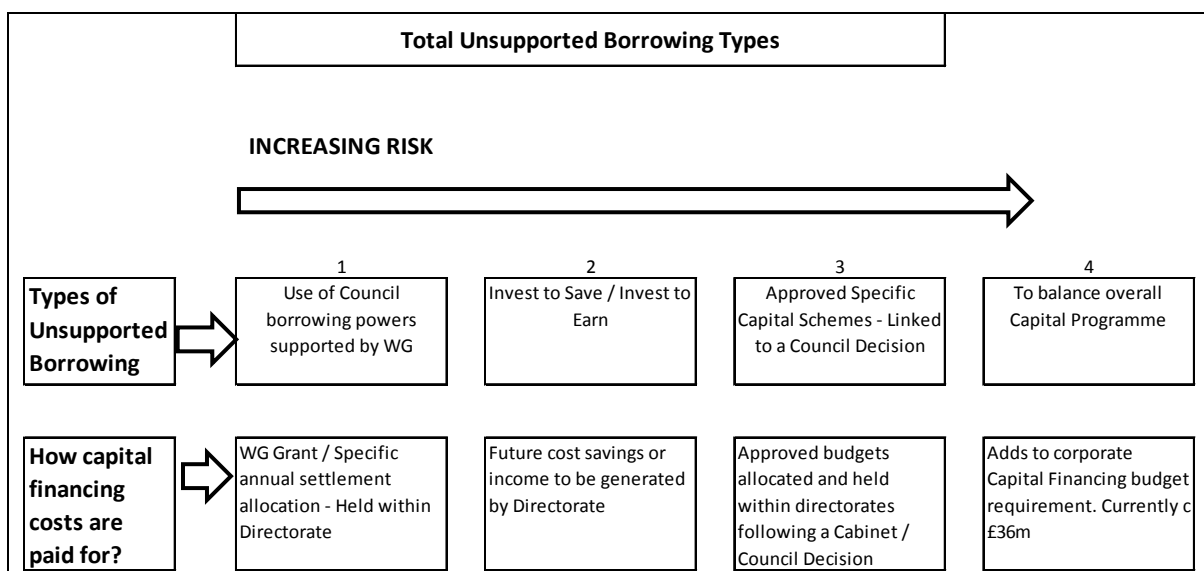 Total Unsupported Borrowing Types
INCREASING RISK
1
2
3
4
Types of
Unsupported
Borrowing
Use of Council
borrowing powers
supported by WG
Invest to Save / Invest to
Earn
Approved Specific
Capital Schemes - Linked
to a Council Decision
To balance overall
Capital Programme
How capital
financing
costs are
paid for?
WG Grant / Specific
annual settlement
allocation - Held within
Directorate
Future cost savings or
income to be generated
by Directorate
Approved budgets
allocated and held
within directorates
following a Cabinet /
Council Decision
Adds to corporate
Capital Financing budget
requirement. Currently c
£36m